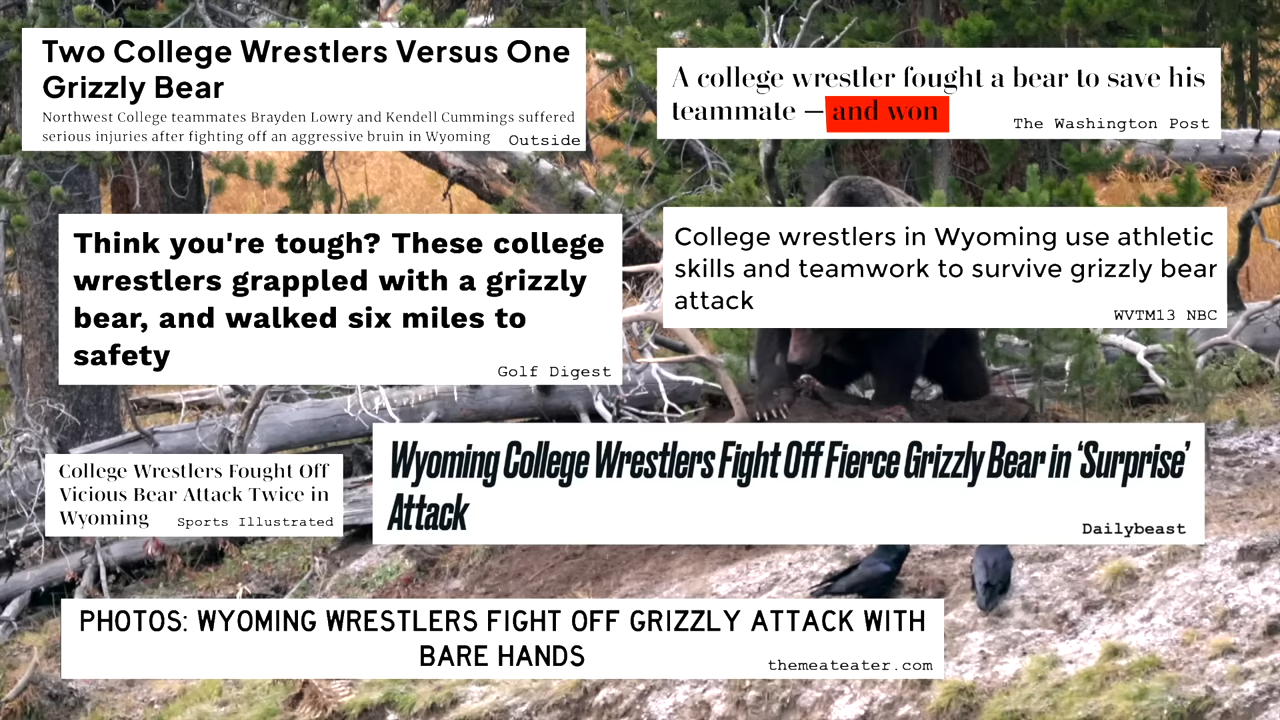 Two College Wrestlers Versus One
Grizzly Bear
Northwest College teammates Brayden Lowry and Kendell Cummings suffered
serious injuries after fighting off an aggressive bruin in Wyoming
Outside
A college wrestler fought a bear to save his
teammate — and won
The Washington Post
Think you're tough? These college
wrestlers grappled with a grizzly
bear, and walked six miles to
safety
Golf Digest
College wrestlers in Wyoming use athletic
skills and teamwork to survive grizzly bear
attack
WVTM13 NBC
College Wrestlers Fought Off
Vicious Bear Attack Twice in
Wyoming
Sports Illustrated
Wyoming College Wrestlers Fight Off Fierce Grizzly Bear in ‘Surprise’
Attack
Dailybeast
PHOTOS: WYOMING WRESTLERS FIGHT OFF GRIZZLY ATTACK WITH
BARE HANDS
themeateater.com